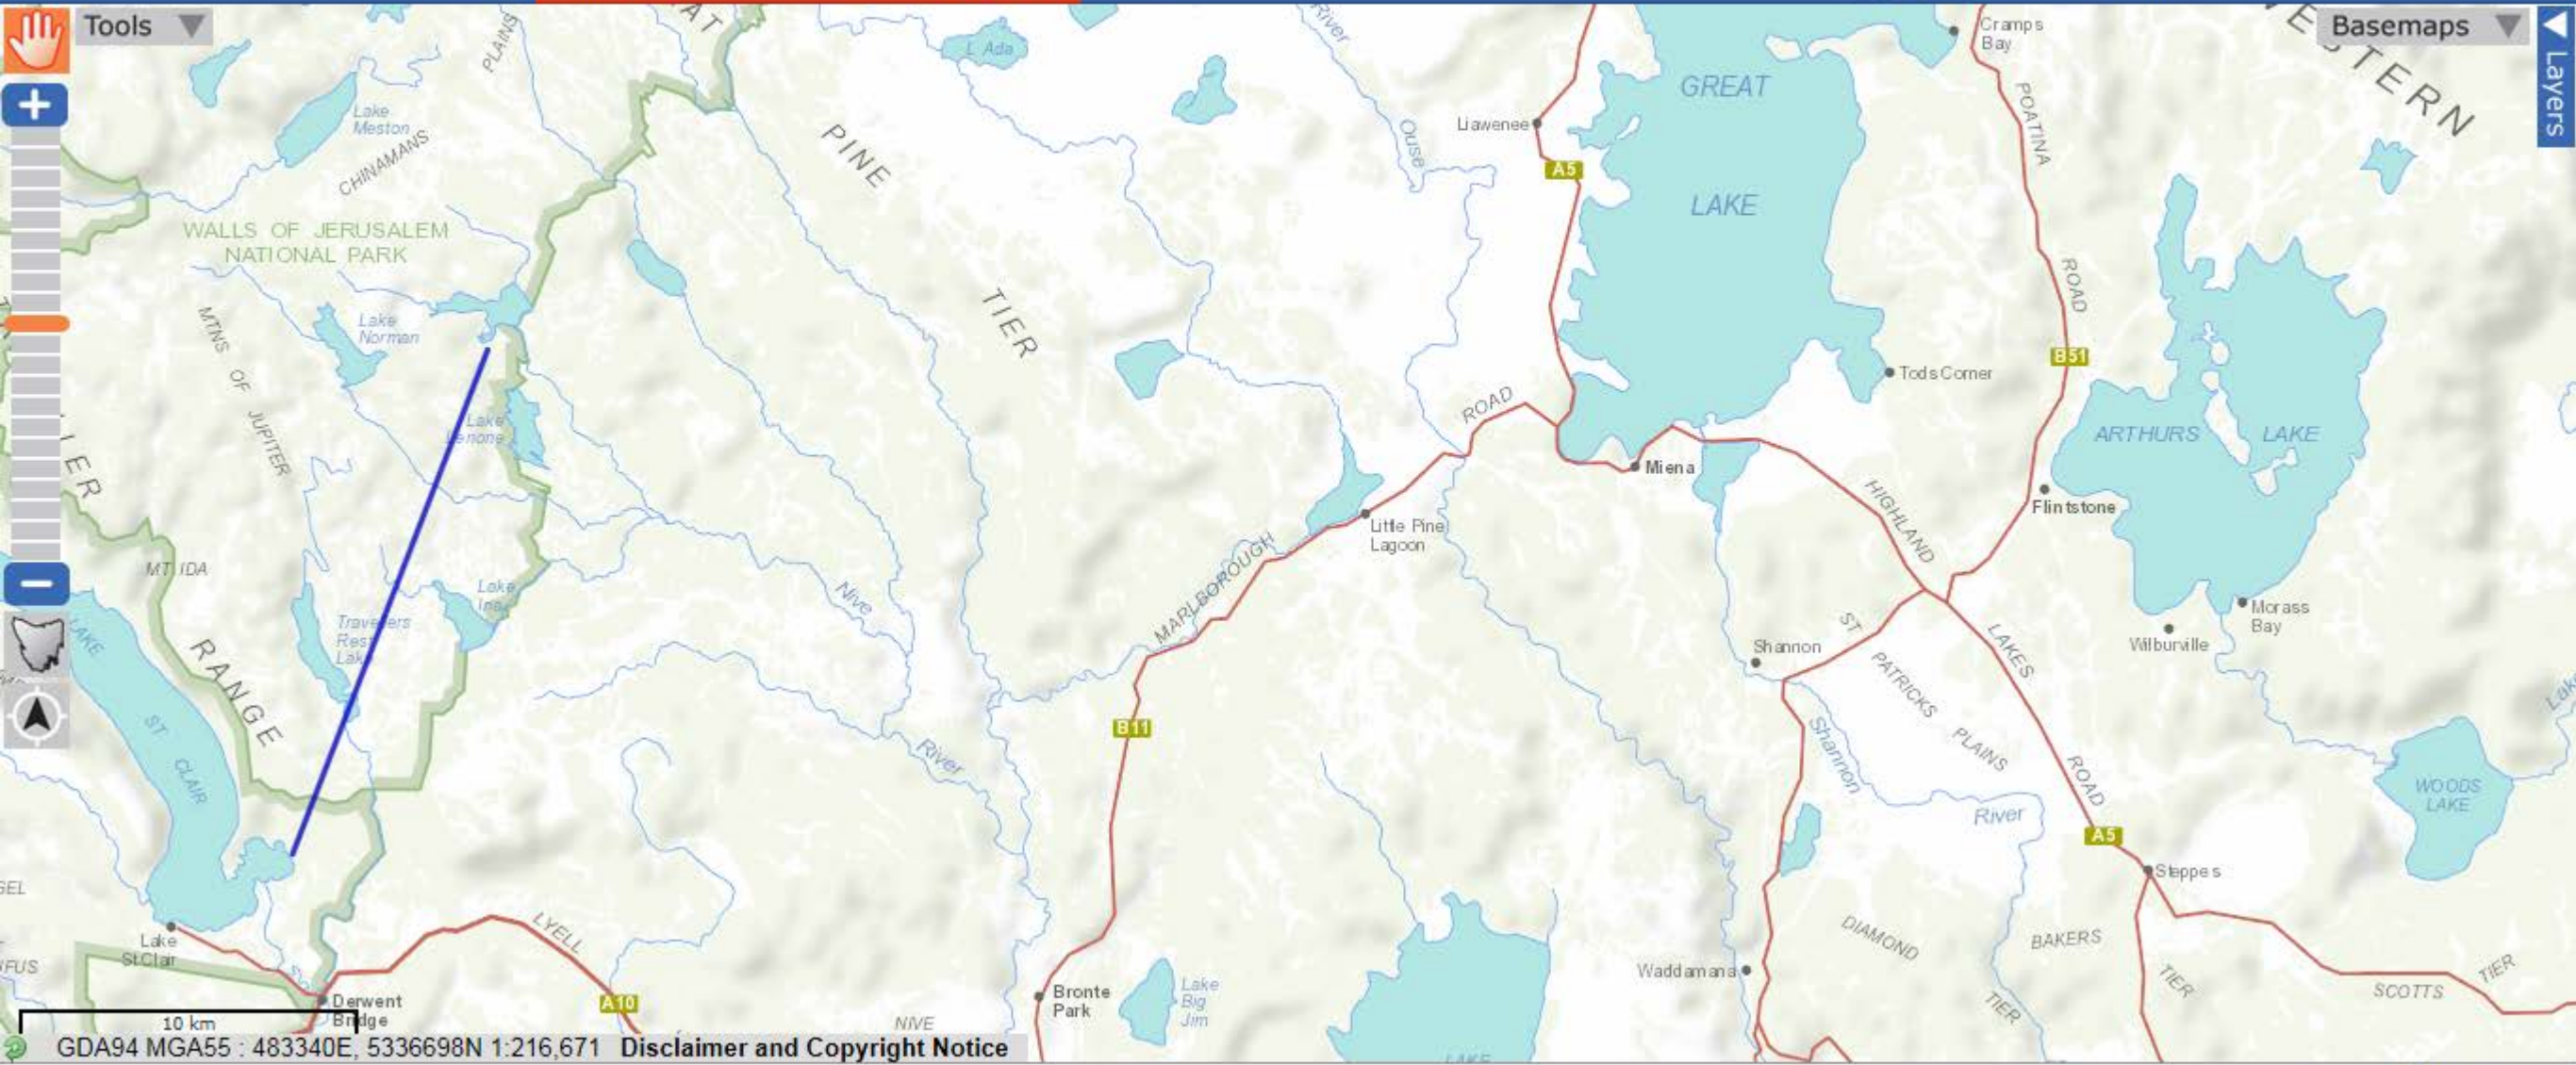 Tools
Basemaps
Layers
PLAINS
L Ada
River
Cramps
Bay
GREAT
LAKE
WESTERN
POATINA
ROAD
Lake
Meston
CHINAMANS
PINE
TIER
Liawenee
Ouse
A5
WALLS OF JERUSALEM
NATIONAL PARK
MTNS OF JUPITER
Lake
Norman
Lake
B51
Tods Corner
ROAD
ARTHURS LAKE
Miena
HIGHLAND
Flintstone
Little Pine
Lagoon
MARLBOROUGH
MT IDA
Lake
Ina
Nive
LAKE
ST
CLAIR
RANGE
Travellers
Rest
Lake
Morass
Bay
Wilburville
Shannon
ST
PATRICKS
PLAINS
LAKES
ROAD
B11
River
Shannon
River
WOODS
LAKE
A5
Steppes
Lake
St Clair
LYELL
DIAMOND
TIER
BAKERS
TIER
SCOTTS
TIER
Waddamana
A10
Derwent
Bridge
Bronte
Park
Lake
Big
Jim
NIVE
LAKE
10 km
GDA94 MGA55 : 483340E, 5336698N 1:216,671 Disclaimer and Copyright Notice